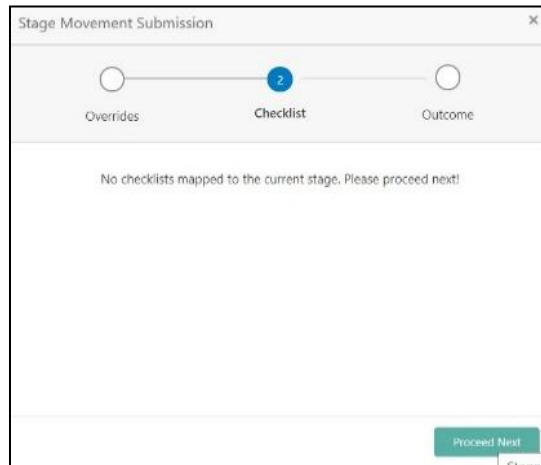 Stage Movement Submission ×
2
Overrides Checklist Outcome
No checklists mapped to the current stage. Please proceed next!
Proceed Next